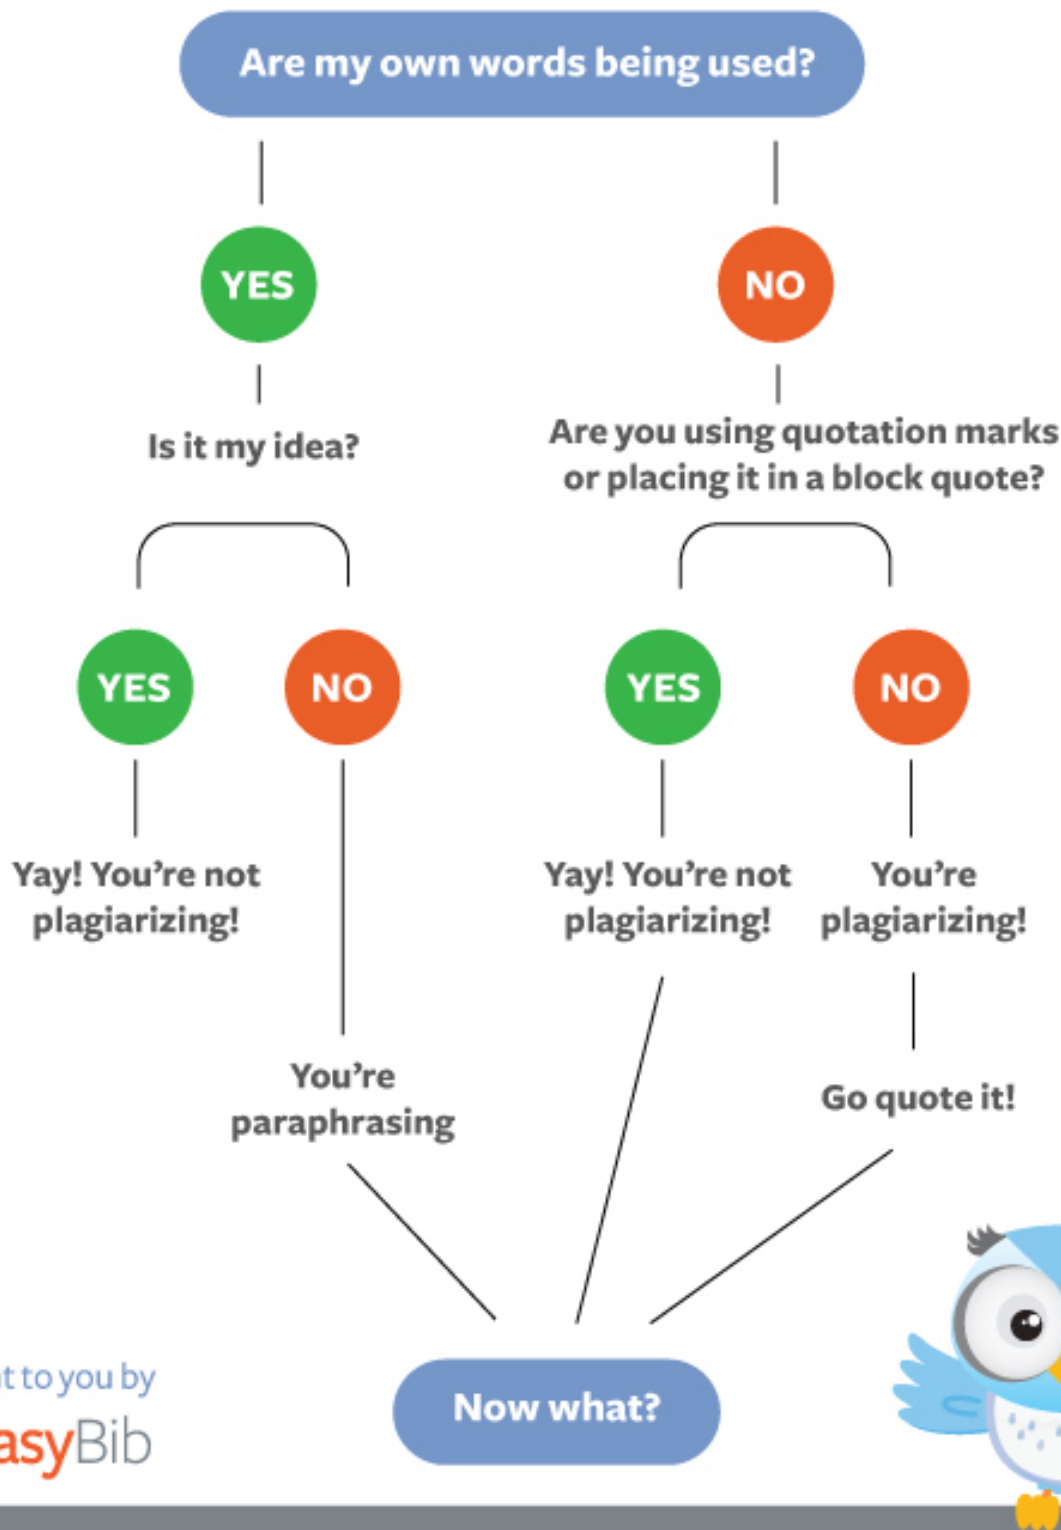 Are my own words being used?
YES
NO
Is it my idea?
Are you using quotation marks
or placing it in a block quote?
YES
NO
YES
NO
Yay! You're not
plagiarizing!
Yay! You're not
plagiarizing!
You're
plagiarizing!
You're
paraphrasing
Go quote it!
t to you by
asyBib
Now what?